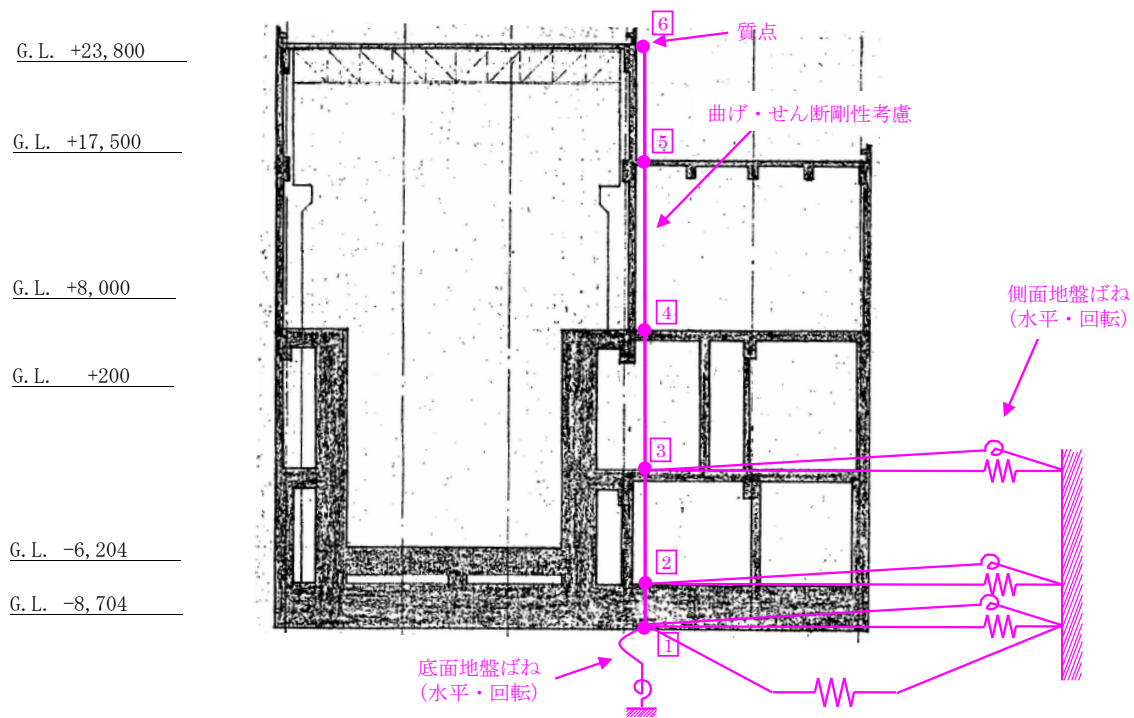 G.L. +23,800
G.L. +17,500
G.L. +8,000
G.L. +200
G.L. -6,204
G.L. -8,704
6
質点
曲げ・せん断剛性考慮
5
4
側面地盤ばね
(水平・回転)
3
2
1
底面地盤ばね
(水平・回転)